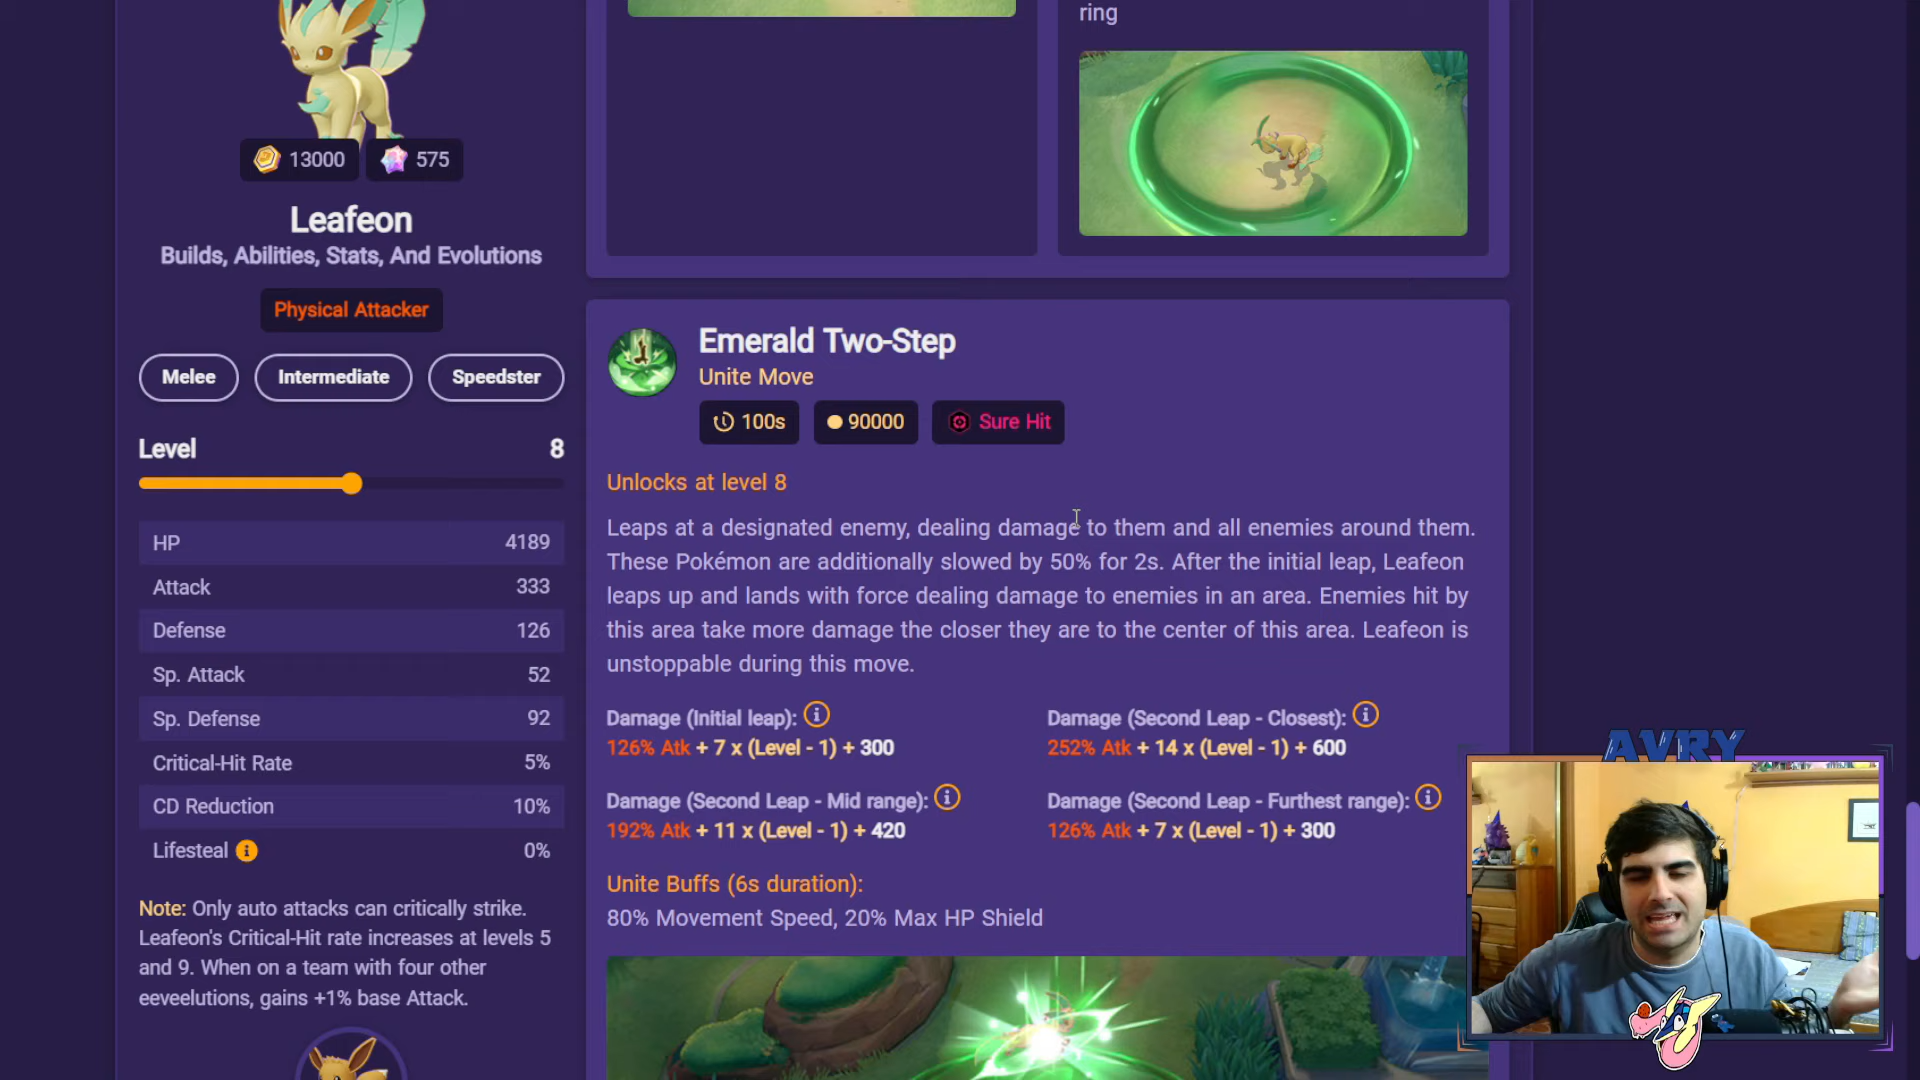 13000
575
Leafeon
Builds, Abilities, Stats, And Evolutions
Physical Attacker
Melee
Intermediate
Speedster
Level
8
HP 4189
Attack 333
Defense 126
Sp. Attack 52
Sp. Defense 92
Critical-Hit Rate 5%
CD Reduction 10%
Lifesteal 0%
Note: Only auto attacks can critically strike.
Leafeon's Critical-Hit rate increases at levels 5
and 9. When on a team with four other
eeveelutions, gains +1% base Attack.
ring
Emerald Two-Step
Unite Move
100s
90000
Sure Hit
Unlocks at level 8
Leaps at a designated enemy, dealing damage to them and all enemies around them.
These Pokémon are additionally slowed by 50% for 2s. After the initial leap, Leafeon
leaps up and lands with force dealing damage to enemies in an area. Enemies hit by
this area take more damage the closer they are to the center of this area. Leafeon is
unstoppable during this move.
Damage (Initial leap):
126% Atk + 7 x (Level - 1) + 300
Damage (Second Leap - Closest):
252% Atk + 14 x (Level - 1) + 600
Damage (Second Leap - Mid range):
192% Atk + 11 x (Level - 1) + 420
Damage (Second Leap - Furthest range):
126% Atk + 7 x (Level - 1) + 300
Unite Buffs (6s duration):
80% Movement Speed, 20% Max HP Shield
AVRY